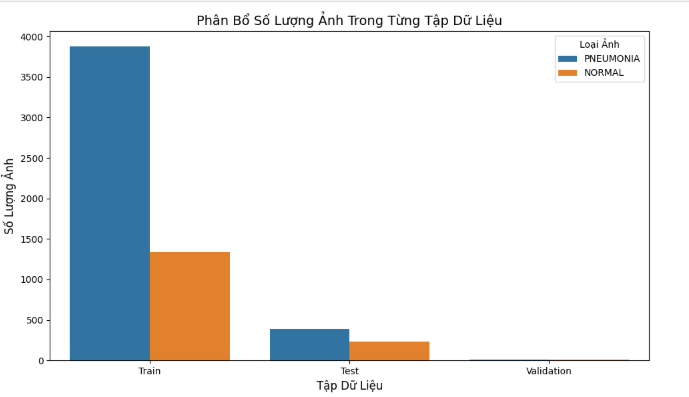 Phân Bổ Số Lượng Ảnh Trong Từng Tập Dữ Liệu
Loại Ảnh
PNEUMONIA
NORMAL
Số Lượng Ảnh
4000
3500
3000
2500
2000
1500
1000
500
0
Train
Test
Validation
Tập Dữ Liệu